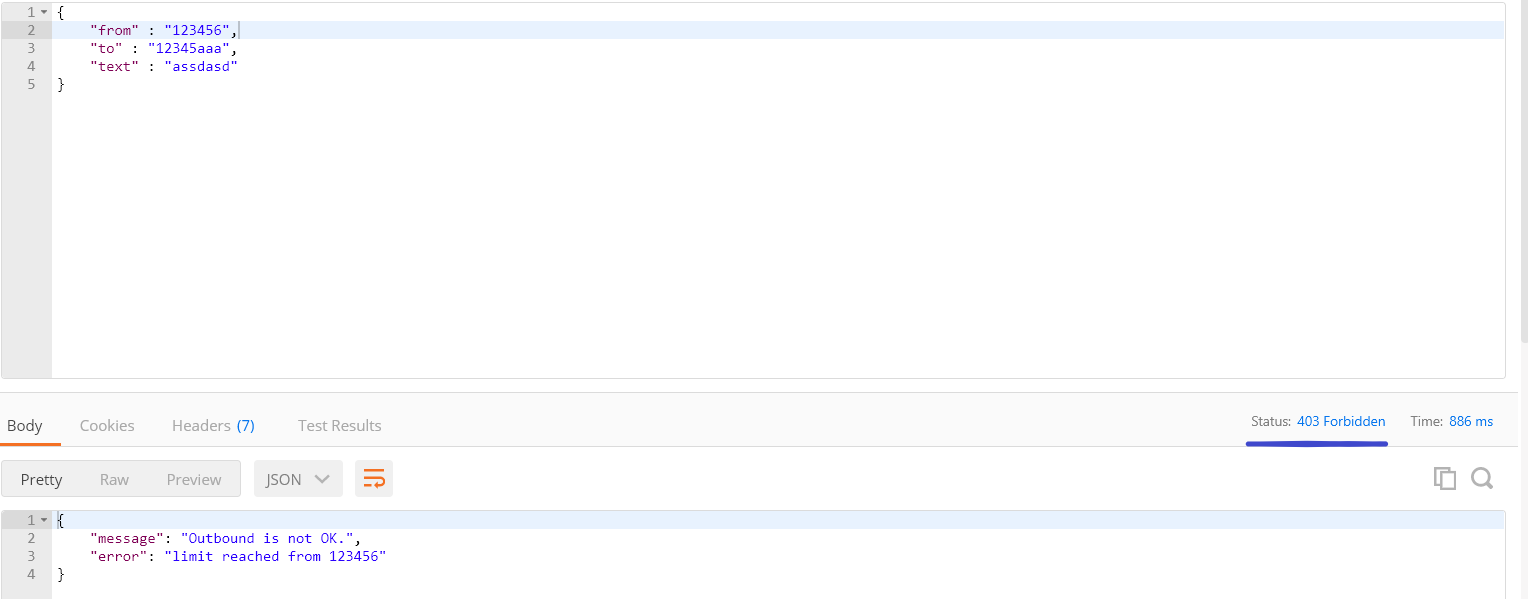 1 {
2 "from" : "123456",
3 "to" : "12345aaa",
4 "text" : "assdasd"
5 }
Body Cookies Headers (7) Test Results Status: 403 Forbidden Time: 886 ms
Pretty Raw Preview JSON
1 {
2 "message": "Outbound is not OK.",
3 "error": "limit reached from 123456"
4 }